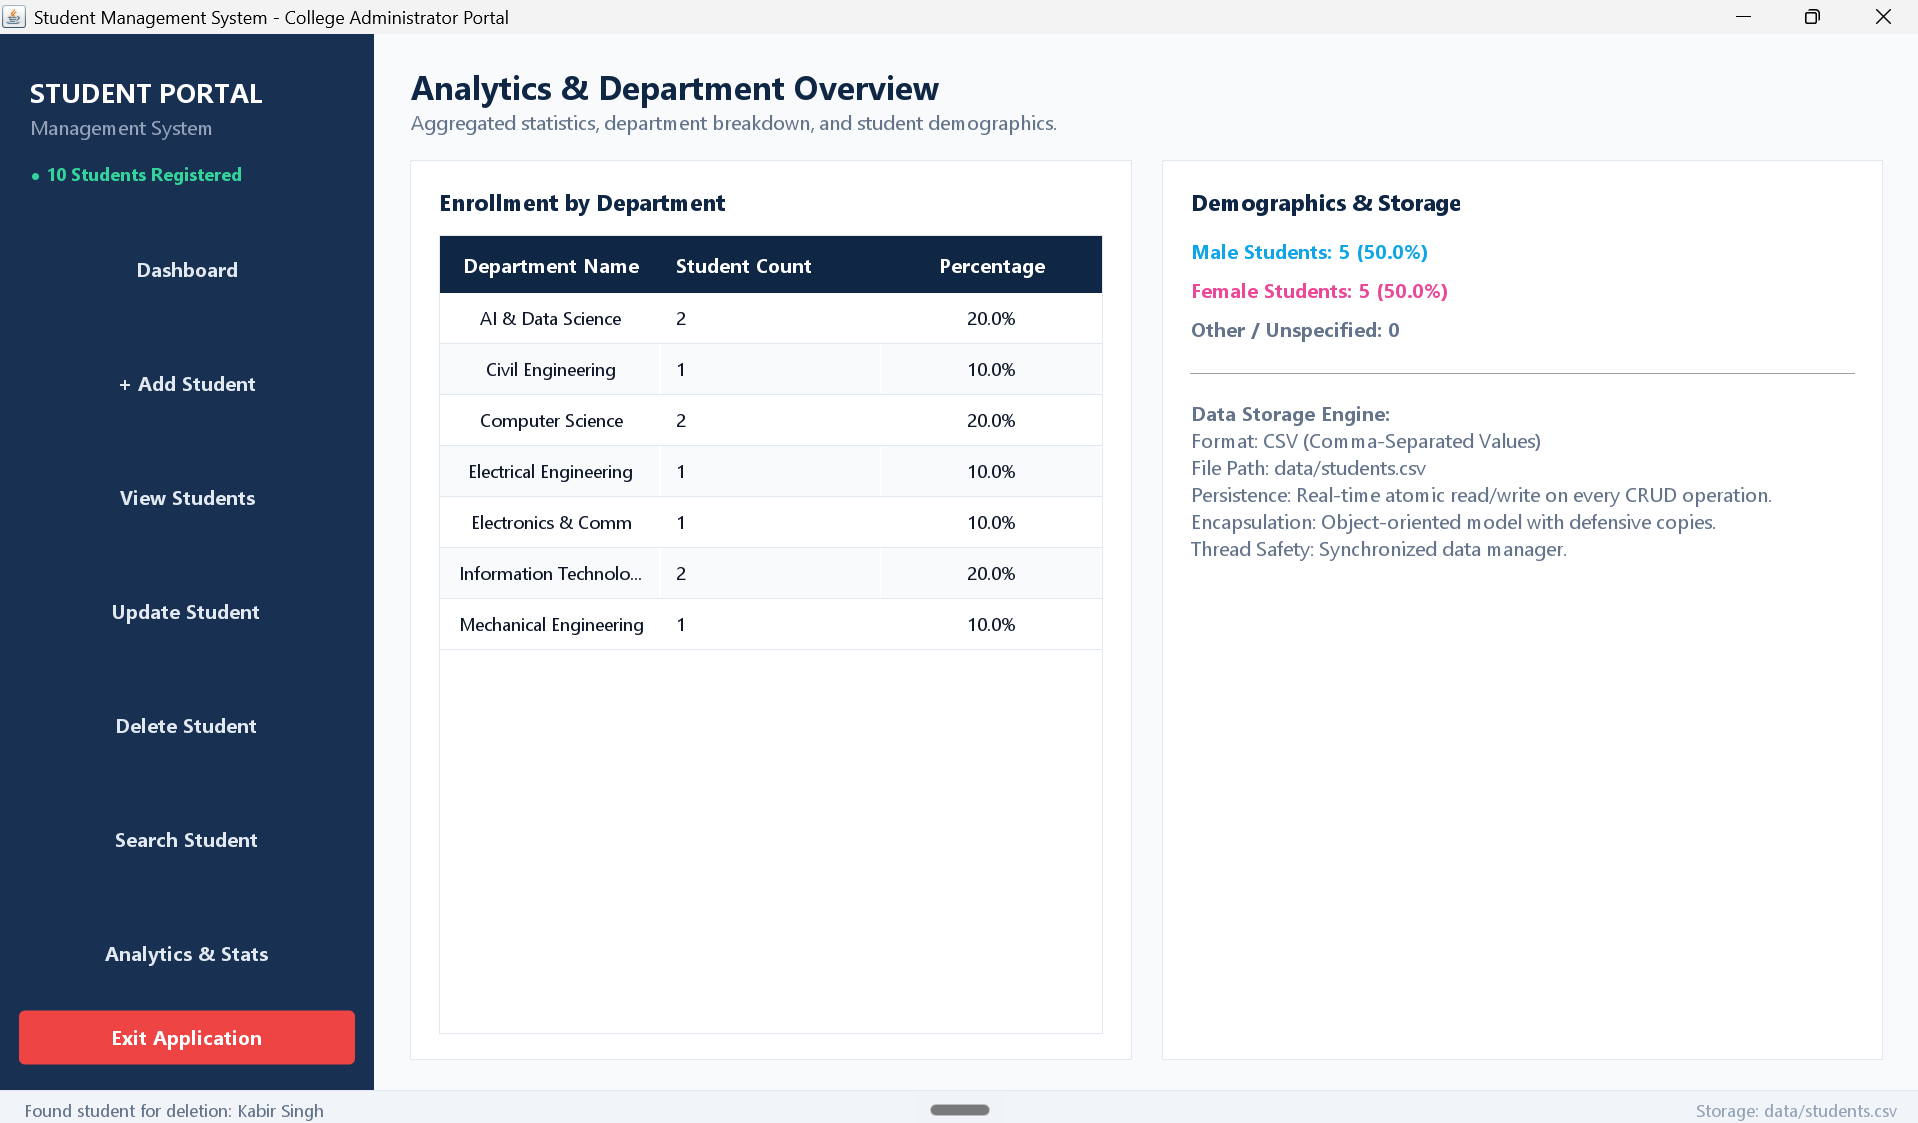 Student Management System - College Administrator Portal
STUDENT PORTAL
Management System
● 10 Students Registered
Dashboard
+ Add Student
View Students
Update Student
Delete Student
Search Student
Analytics & Stats
Exit Application
Analytics & Department Overview
Aggregated statistics, department breakdown, and student demographics.
Enrollment by Department
Department Name Student Count Percentage
AI & Data Science 2 20.0%
Civil Engineering 1 10.0%
Computer Science 2 20.0%
Electrical Engineering 1 10.0%
Electronics & Comm 1 10.0%
Information Technolo... 2 20.0%
Mechanical Engineering 1 10.0%
Demographics & Storage
Male Students: 5 (50.0%)
Female Students: 5 (50.0%)
Other / Unspecified: 0
Data Storage Engine:
Format: CSV (Comma-Separated Values)
File Path: data/students.csv
Persistence: Real-time atomic read/write on every CRUD operation.
Encapsulation: Object-oriented model with defensive copies.
Thread Safety: Synchronized data manager.
Found student for deletion: Kabir Singh
Storage: data/students.csv